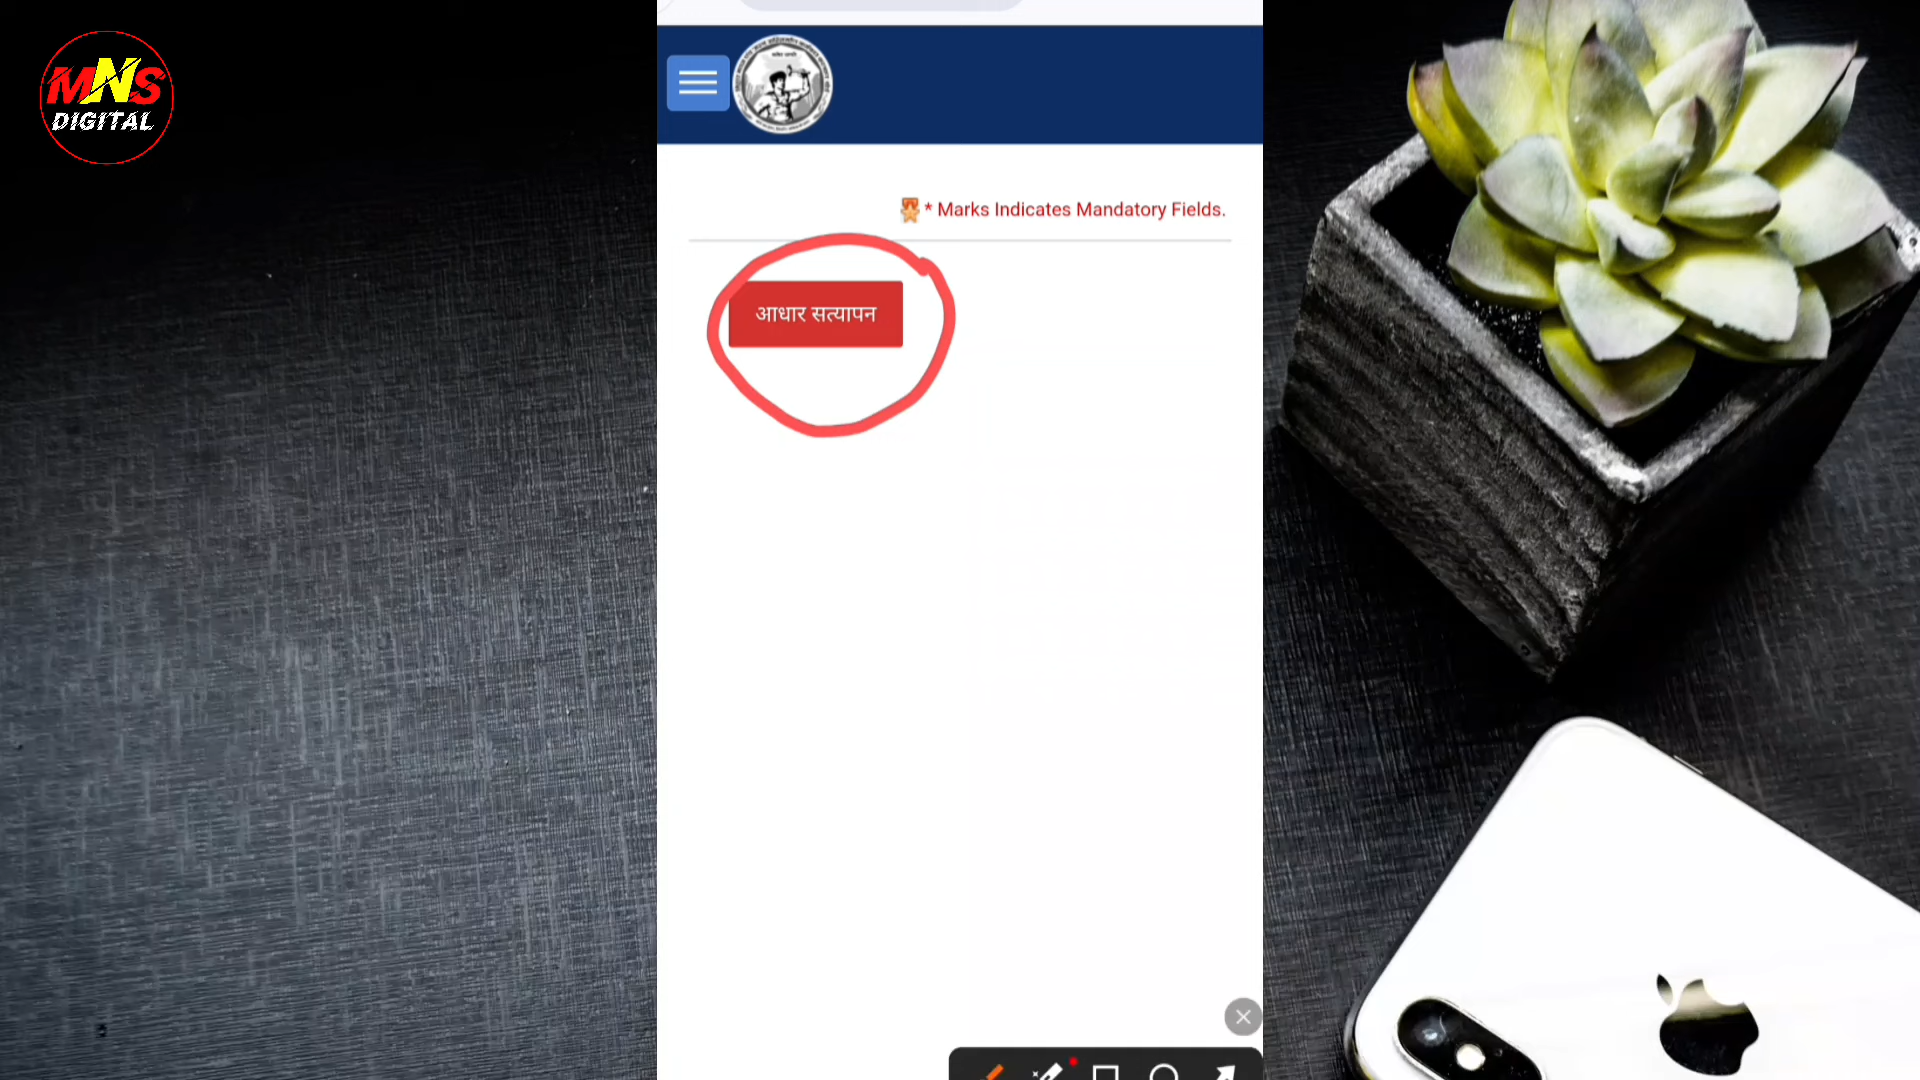 MNS
DIGITAL
* Marks Indicates Mandatory Fields.
आधार सत्यापन